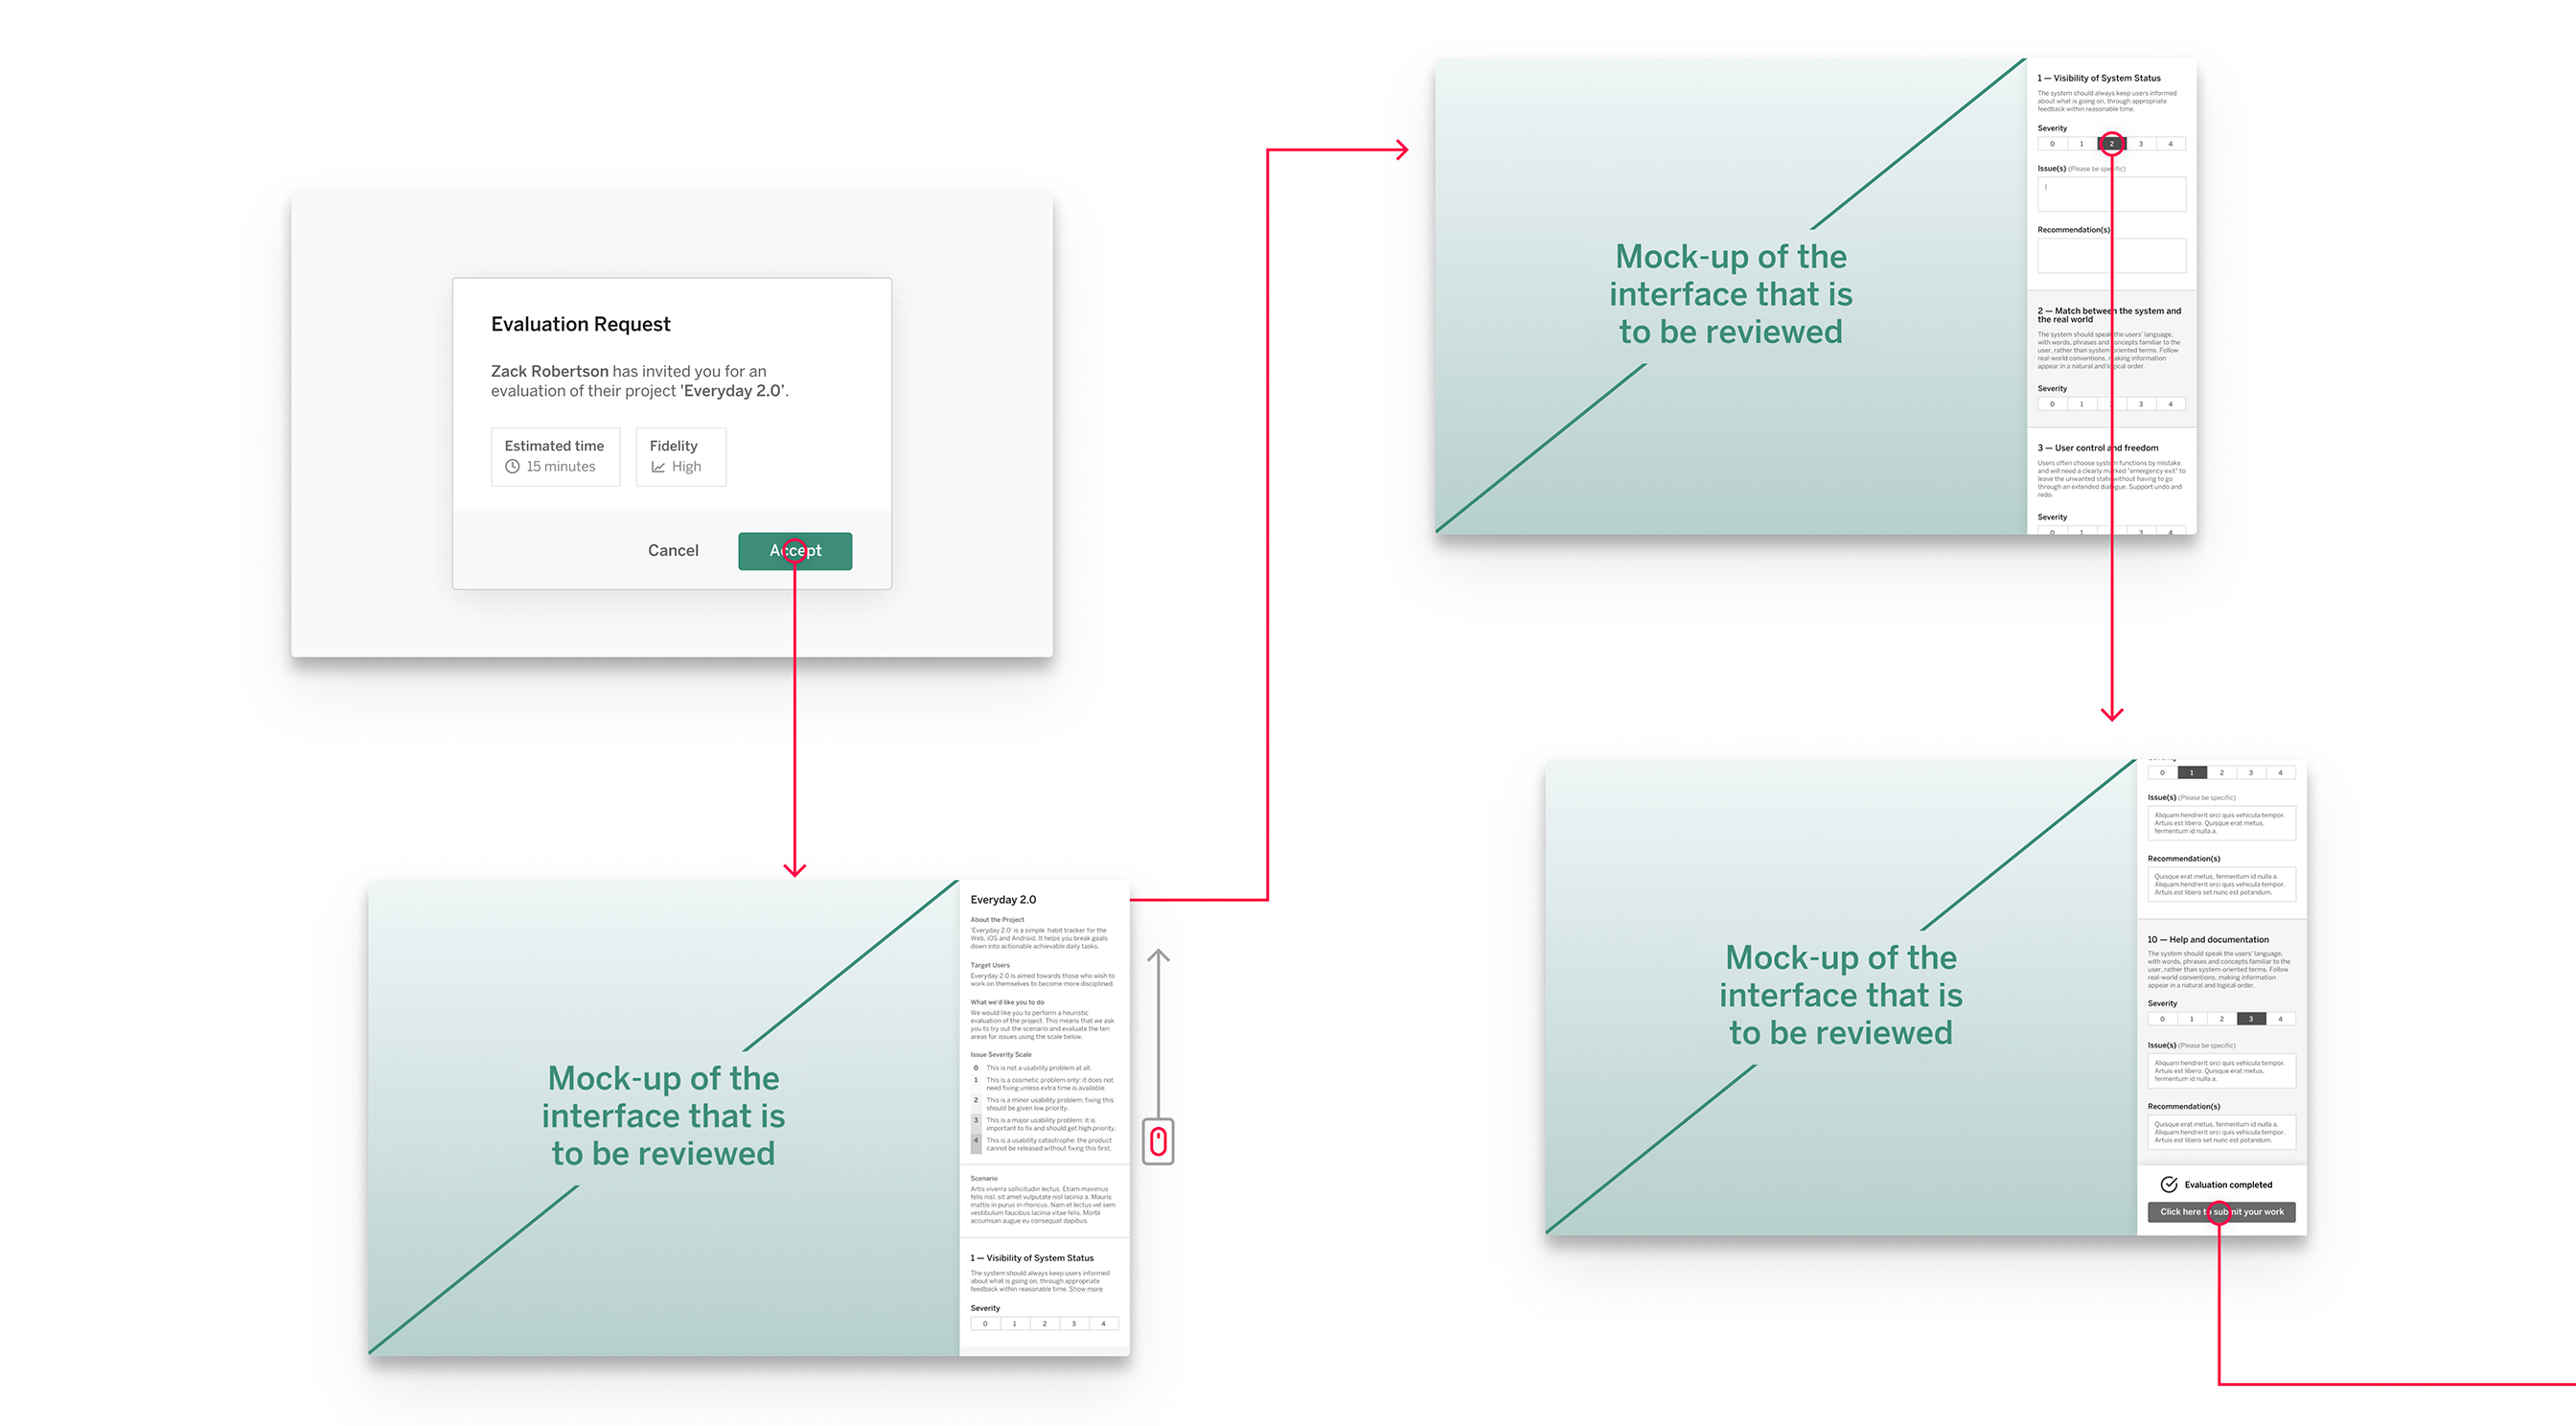 Evaluation Request
Zack Robertson has invited you for an
evaluation of their project 'Everyday 2.0'.
Estimated time
15 minutes
Fidelity
High
Cancel
Accept
Mock-up of the
interface that is
to be reviewed
Everyday 2.0
About the Project
'Everyday 2.0' is a simple habit tracker for the
Web, iOS and Android. It helps you break goals
down into actionable achievable daily tasks.
Target Users
Everyday 2.0 is aimed towards those who wish to
work on themselves to become more disciplined.
What we'd like you to do
We would like you to perform a heuristic
evaluation of the project. This means that we ask
you to try out the scenario and evaluate the ten
areas for issues using the scale below.
Issue Severity Scale
0 This is not a usability problem at all.
1 This is a cosmetic problem only: it does not
need fixing unless extra time is available.
2 This is a minor usability problem: fixing this
should be given low priority.
3 This is a major usability problem: it is
important to fix and should get high priority.
4 This is a usability catastrophe: the product
cannot be released without fixing this first.
Scenario
Artis viverra sollicitudin lectus. Etiam maximus
felis nisl, sit amet vulputate nisl lacinia a. Mauris
mattis in purus in rhoncus. Nam et lectus vel sem
vestibulum faucibus lacinia vitae felis. Morbi
accumsan augue eu consequat dapibus.
1 — Visibility of System Status
The system should always keep users informed
about what is going on, through appropriate
feedback within reasonable time. Show more
Severity
0 1 2 3 4
Mock-up of the
interface that is
to be reviewed
1 — Visibility of System Status
The system should always keep users informed
about what is going on, through appropriate
feedback within reasonable time.
Severity
0 1 2 3 4
Issue(s) (Please be specific)
Recommendation(s)
2 — Match between the system and
the real world
The system should speak the users' language,
with words, phrases and concepts familiar to the
user, rather than system-oriented terms. Follow
real-world conventions, making information
appear in a natural and logical order.
Severity
0 1 3 4
3 — User control and freedom
Users often choose system functions by mistake
and will need a clearly marked "emergency exit" to
leave the unwanted state without having to go
through an extended dialogue. Support undo and
redo.
Severity
0 1 3 4
Mock-up of the
interface that is
to be reviewed
Severity
0 1 2 3 4
Issue(s) (Please be specific)
Aliquam hendrerit orci quis vehicula tempor.
Artuis est libero. Quisque erat metus,
fermentum id nulla a.
Recommendation(s)
Quisque erat metus, fermentum id nulla a.
Aliquam hendrerit orci quis vehicula tempor.
Artuis est libero set nunc est potandum.
10 — Help and documentation
The system should speak the users' language,
with words, phrases and concepts familiar to the
user, rather than system-oriented terms. Follow
real-world conventions, making information
appear in a natural and logical order.
Severity
0 1 2 3 4
Issue(s) (Please be specific)
Aliquam hendrerit orci quis vehicula tempor.
Artuis est libero. Quisque erat metus,
fermentum id nulla a.
Recommendation(s)
Quisque erat metus, fermentum id nulla a.
Aliquam hendrerit orci quis vehicula tempor.
Artuis est libero set nunc est potandum.
Evaluation completed
Click here to submit your work